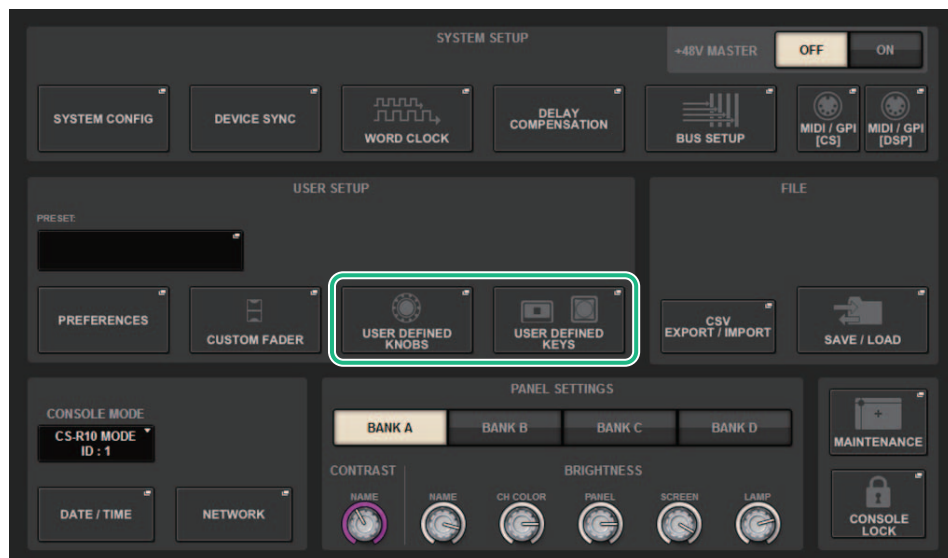 SYSTEM SETUP
+48V MASTER
OFF
ON
SYSTEM CONFIG
DEVICE SYNC
WORD CLOCK
DELAY
COMPENSATION
BUS SETUP
MIDI / GPI
[CS]
MIDI / GPI
[DSP]
USER SETUP
PRESET:
PREFERENCES
CUSTOM FADER
USER DEFINED
KNOBS
USER DEFINED
KEYS
FILE
CSV
EXPORT / IMPORT
SAVE / LOAD
CONSOLE MODE
CS-R10 MODE
ID : 1
DATE / TIME
NETWORK
PANEL SETTINGS
BANK A
BANK B
BANK C
BANK D
CONTRAST
BRIGHTNESS
NAME
NAME
CH COLOR
PANEL
SCREEN
LAMP
MAINTENANCE
CONSOLE
LOCK